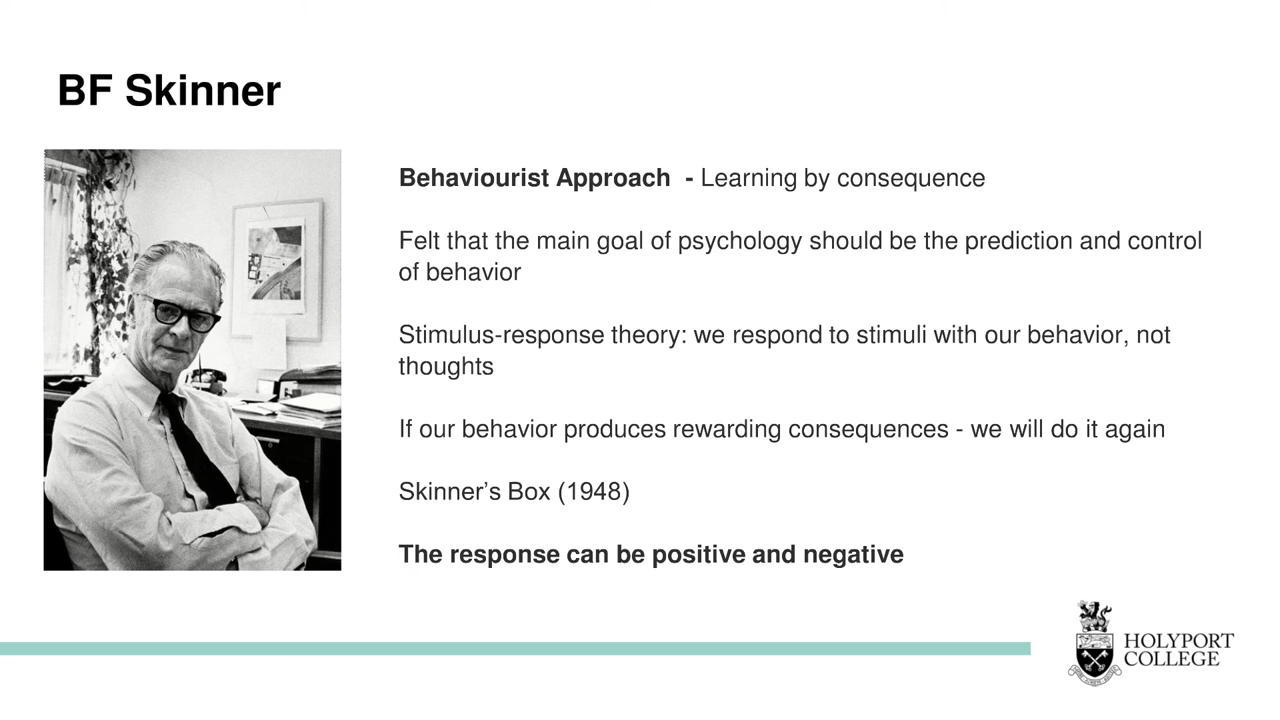 BF Skinner
Behaviourist Approach  - Learning by consequence
Felt that the main goal of psychology should be the prediction and control
of behavior
Stimulus-response theory: we respond to stimuli with our behavior, not
thoughts
If our behavior produces rewarding consequences - we will do it again
Skinner’s Box (1948)
The response can be positive and negative
HOLYPORT
COLLEGE